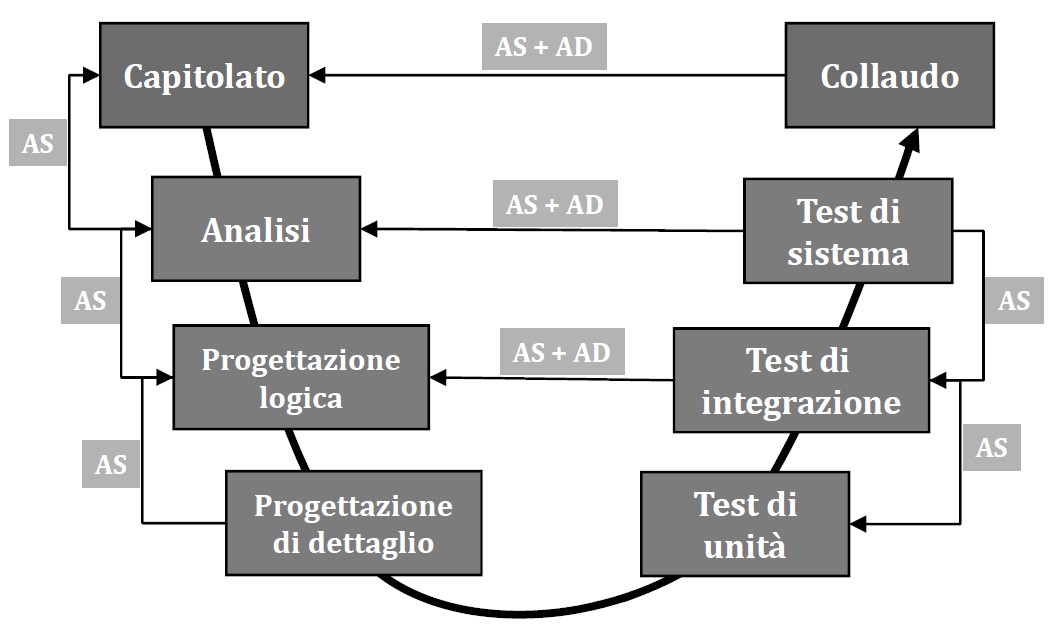 Capitolato
AS + AD
Collaudo
AS
Analisi
AS + AD
Test di
sistema
AS
AS
Progettazione
logica
AS + AD
Test di
integrazione
AS
AS
Progettazione
di dettaglio
Test di
unità